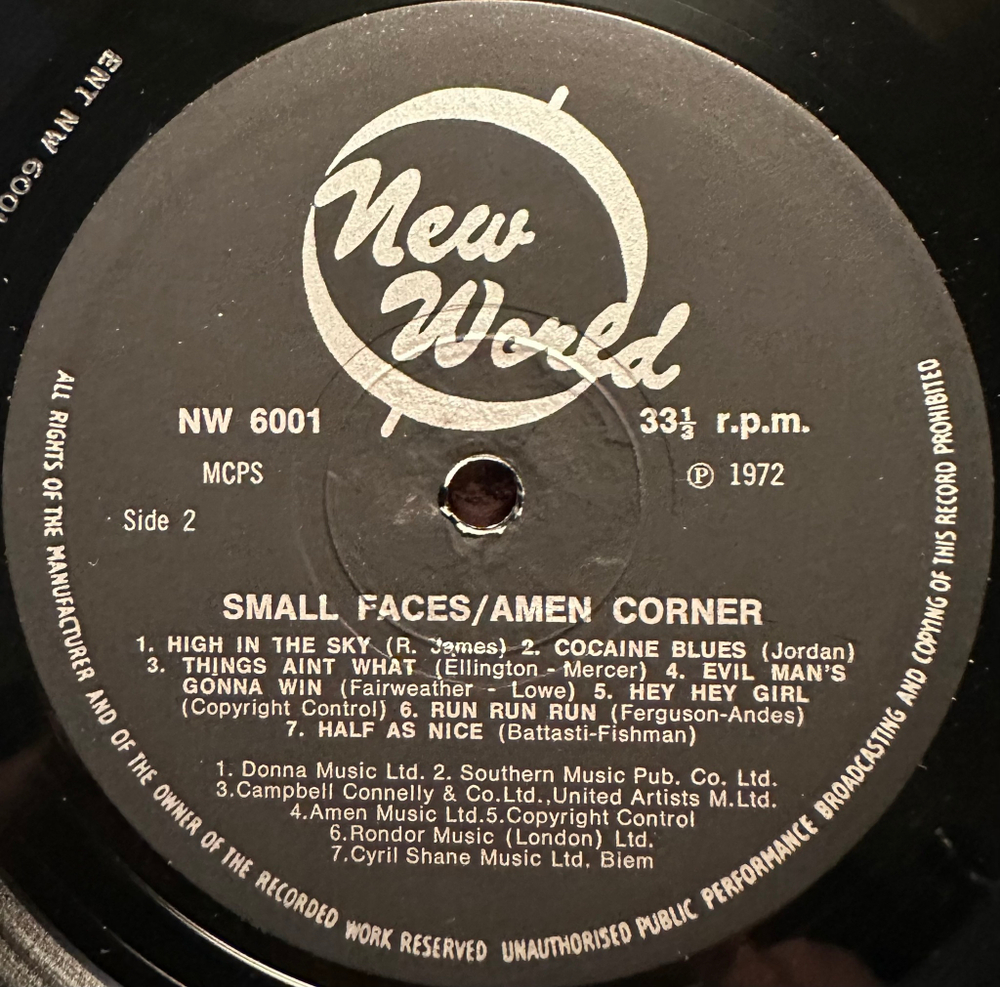 ENT NW 6001
New
World
NW 6001
33⅓ r.p.m.
MCPS
Ⓟ 1972
Side 2
SMALL FACES/AMEN CORNER
1. HIGH IN THE SKY (R. James) 2. COCAINE BLUES (Jordan)
3. THINGS AINT WHAT (Ellington - Mercer) 4. EVIL MAN'S
GONNA WIN (Fairweather - Lowe) 5. HEY HEY GIRL
(Copyright Control) 6. RUN RUN RUN (Ferguson-Andes)
7. HALF AS NICE (Battasti-Fishman)
1. Donna Music Ltd. 2. Southern Music Pub. Co. Ltd.
3.Campbell Connelly & Co.Ltd.,United Artists M.Ltd.
4.Amen Music Ltd.5.Copyright Control
6.Rondor Music (London) Ltd.
7.Cyril Shane Music Ltd. Biem
ALL RIGHTS OF THE MANUFACTURER AND OF THE OWNER OF THE RECORDED WORK RESERVED UNAUTHORISED PUBLIC PERFORMANCE BROADCASTING AND COPYING OF THIS RECORD PROHIBITED